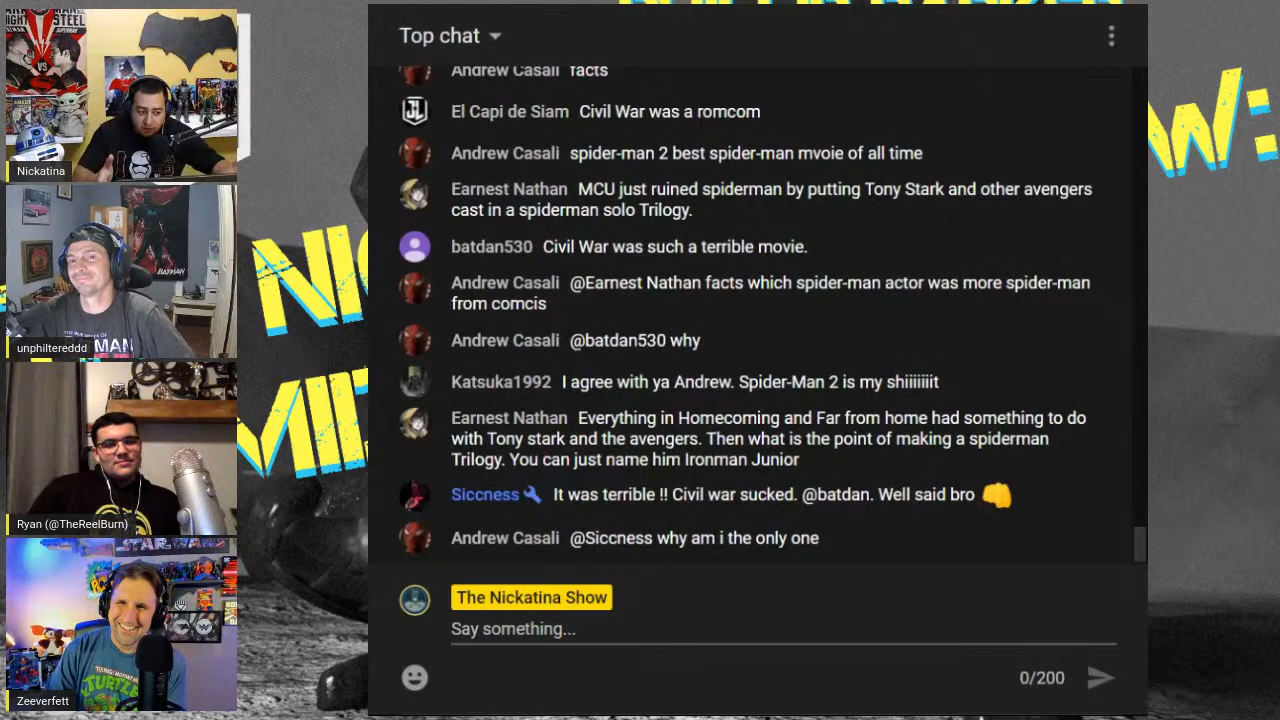 Top chat
Andrew Casali facts
El Capi de Siam Civil War was a romcom
Andrew Casali spider-man 2 best spider-man mvoie of all time
Earnest Nathan MCU just ruined spiderman by putting Tony Stark and other avengers
cast in a spiderman solo Trilogy.
batdan530 Civil War was such a terrible movie.
Andrew Casali @Earnest Nathan facts which spider-man actor was more spider-man
from comcis
Andrew Casali @batdan530 why
Katsuka1992 I agree with ya Andrew. Spider-Man 2 is my shiiiiiiit
Earnest Nathan Everything in Homecoming and Far from home had something to do
with Tony stark and the avengers. Then what is the point of making a spiderman
Trilogy. You can just name him Ironman Junior
Siccness It was terrible !! Civil war sucked. @batdan. Well said bro
Andrew Casali @Siccness why am i the only one
The Nickatina Show
Say something...
0/200
Nickatina
BATMAN
unphiltereddd
MAN
Ryan (@TheReelBurn)
STAR WARS
TURTLES
Zeeverfett
NI
W: